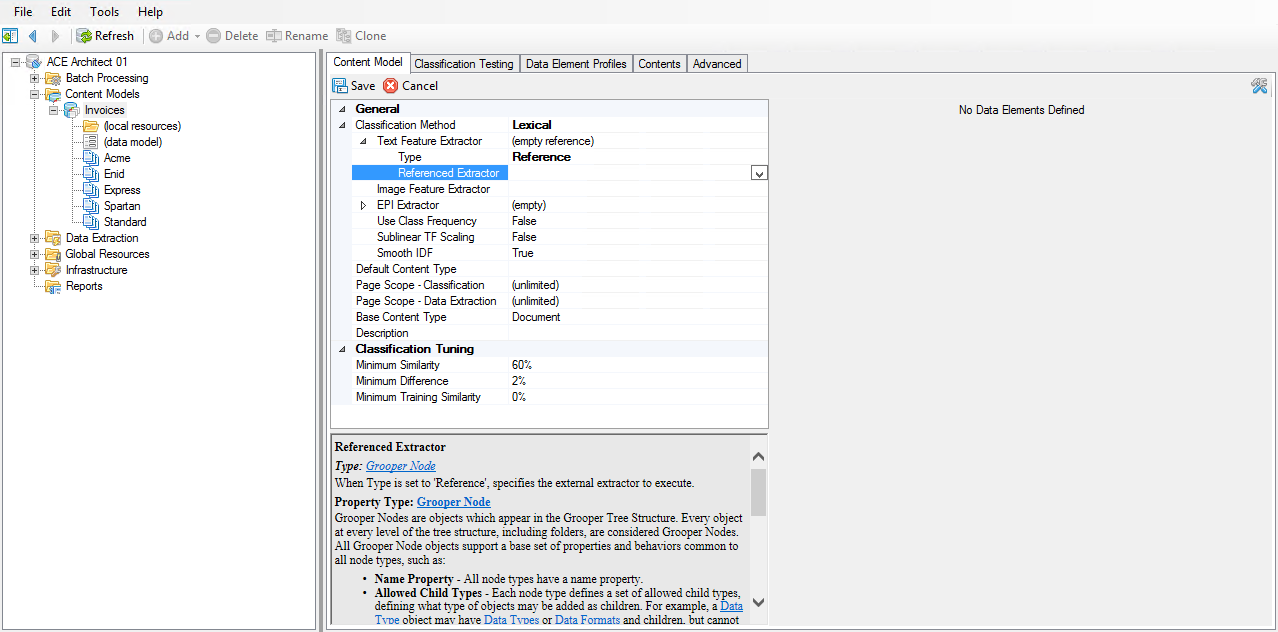 File Edit Tools Help
Refresh Add Delete Rename Clone
ACE Architect 01
Batch Processing
Content Models
Invoices
(local resources)
(data model)
Acme
Enid
Express
Spartan
Standard
Data Extraction
Global Resources
Infrastructure
Reports
Content Model Classification Testing Data Element Profiles Contents Advanced
Save Cancel
General
Classification Method Lexical
Text Feature Extractor (empty reference)
Type Reference
Referenced Extractor
Image Feature Extractor
EPI Extractor (empty)
Use Class Frequency False
Sublinear TF Scaling False
Smooth IDF True
Default Content Type
Page Scope - Classification (unlimited)
Page Scope - Data Extraction (unlimited)
Base Content Type Document
Description
Classification Tuning
Minimum Similarity 60%
Minimum Difference 2%
Minimum Training Similarity 0%
Referenced Extractor
Type: Grooper Node
When Type is set to 'Reference', specifies the external extractor to execute.
Property Type: Grooper Node
Grooper Nodes are objects which appear in the Grooper Tree Structure. Every object
at every level of the tree structure, including folders, are considered Grooper Nodes.
All Grooper Node objects support a base set of properties and behaviors common to
all node types, such as:
• Name Property - All node types have a name property.
• Allowed Child Types - Each node type defines a set of allowed child types,
defining what type of objects may be added as children. For example, a Data
Type object may have Data Types or Data Formats and children, but cannot
No Data Elements Defined